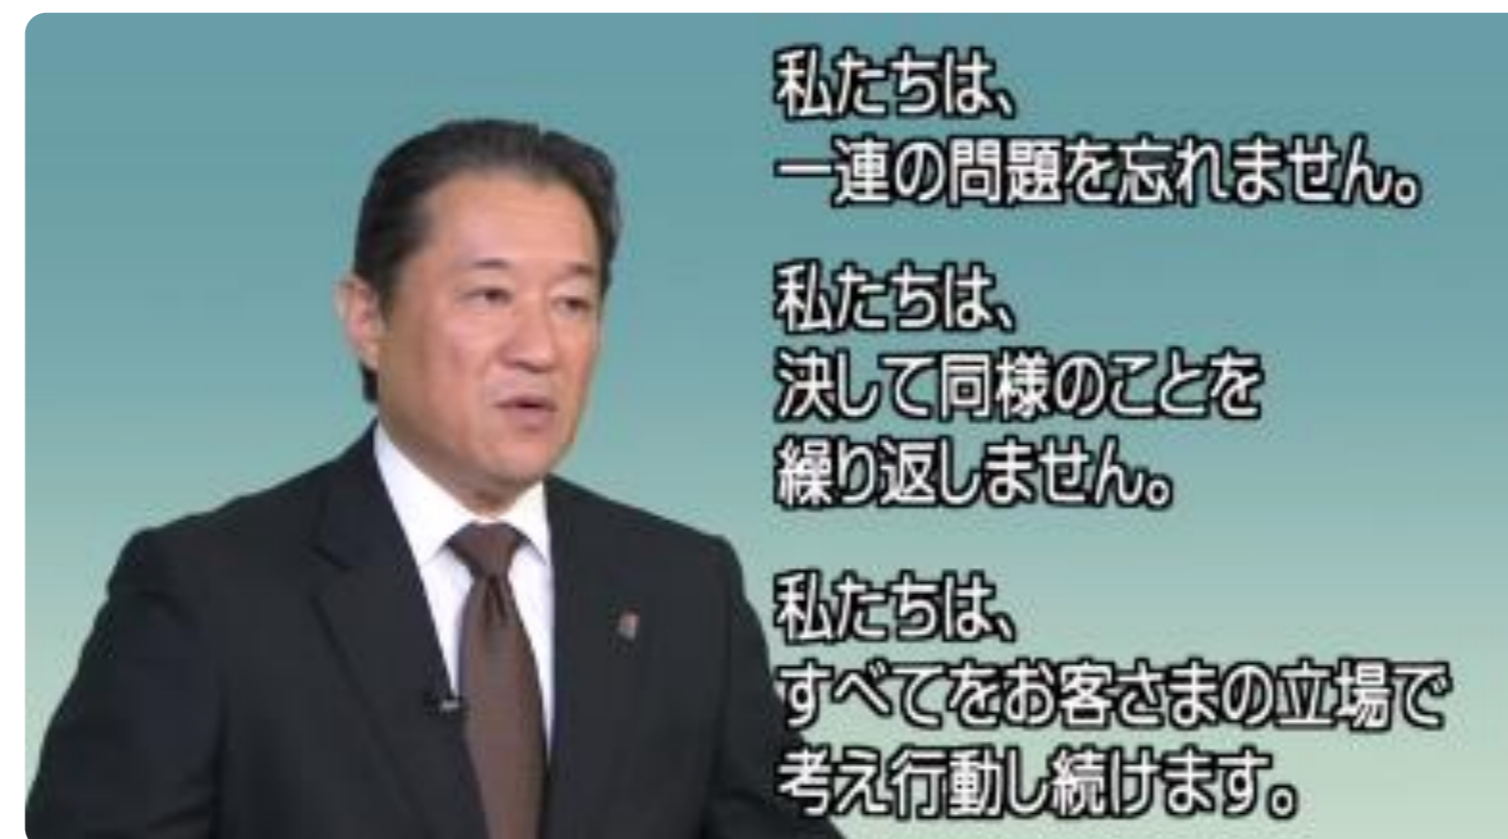 私たちは、
一連の問題を忘れません。
私たちは、
決して同様のことを
繰り返しません。
私たちは、
すべてをお客さまの立場で
考え行動し続けます。